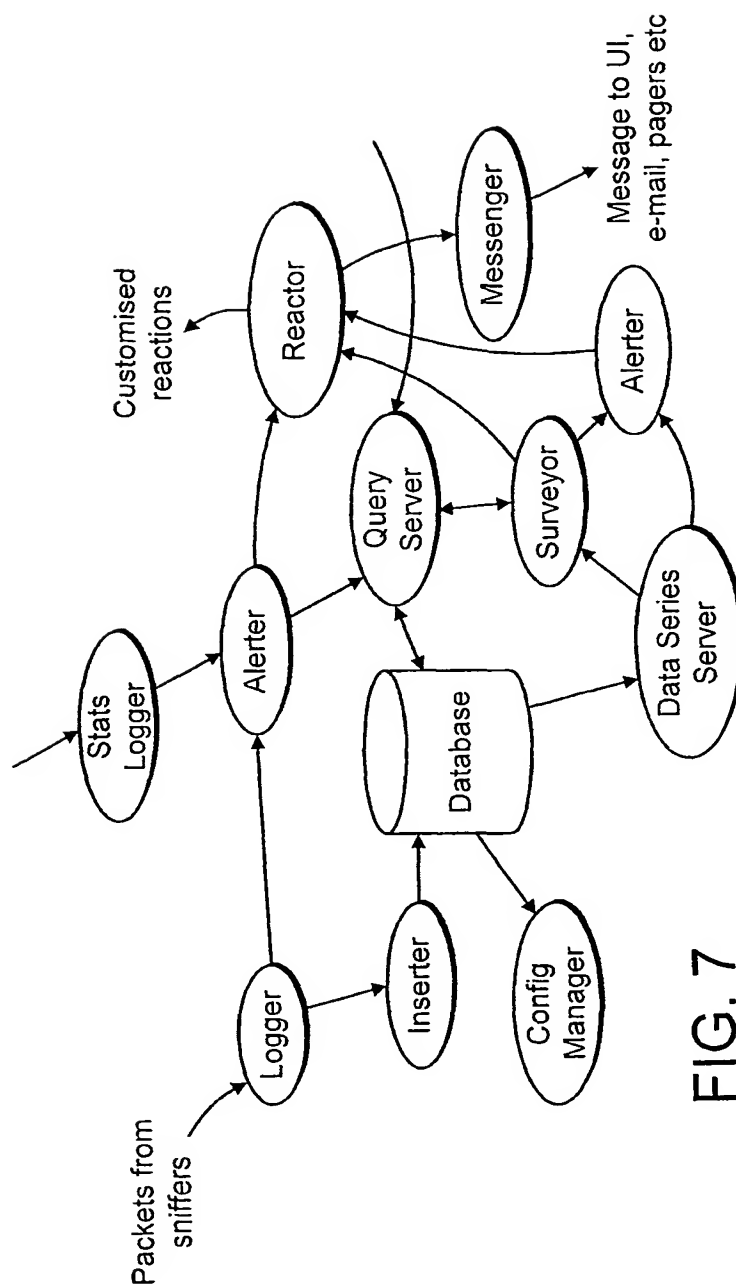 Packets from
sniffers
Logger
Stats
Logger
Alerter
Customised
reactions
Reactor
Inserter
Database
Query
Server
Messenger
Config
Manager
Surveyor
Alerter
Message to UI,
e-mail, pagers etc
Data Series
Server
FIG. 7